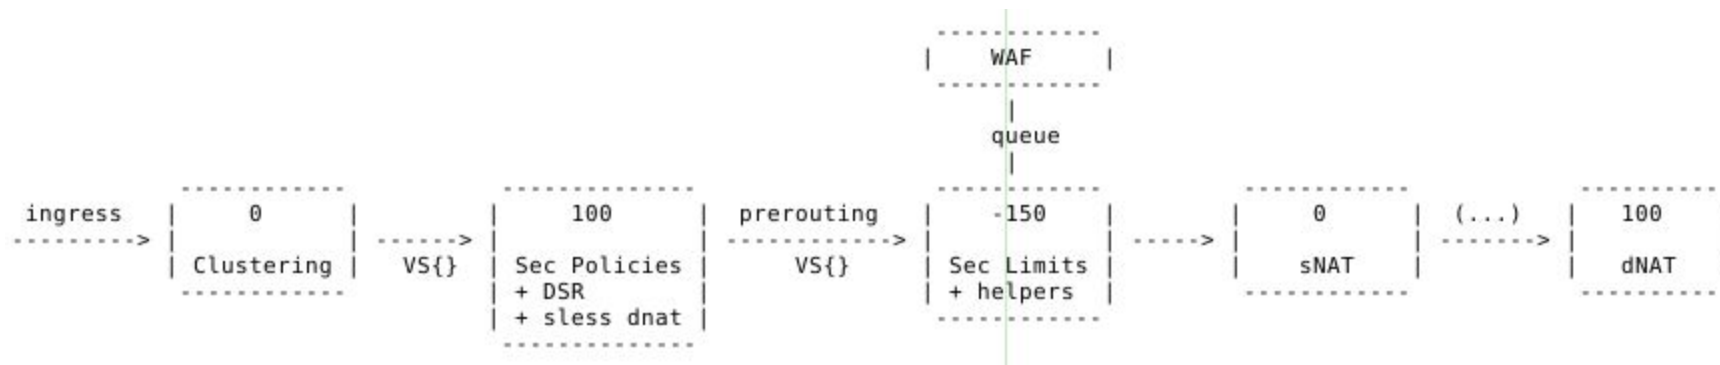 WAF
queue
ingress 0 100 prerouting -150 0 (...) 100
Clustering VS{} Sec Policies VS{} Sec Limits sNAT dNAT
+ DSR + helpers
+ sless dnat